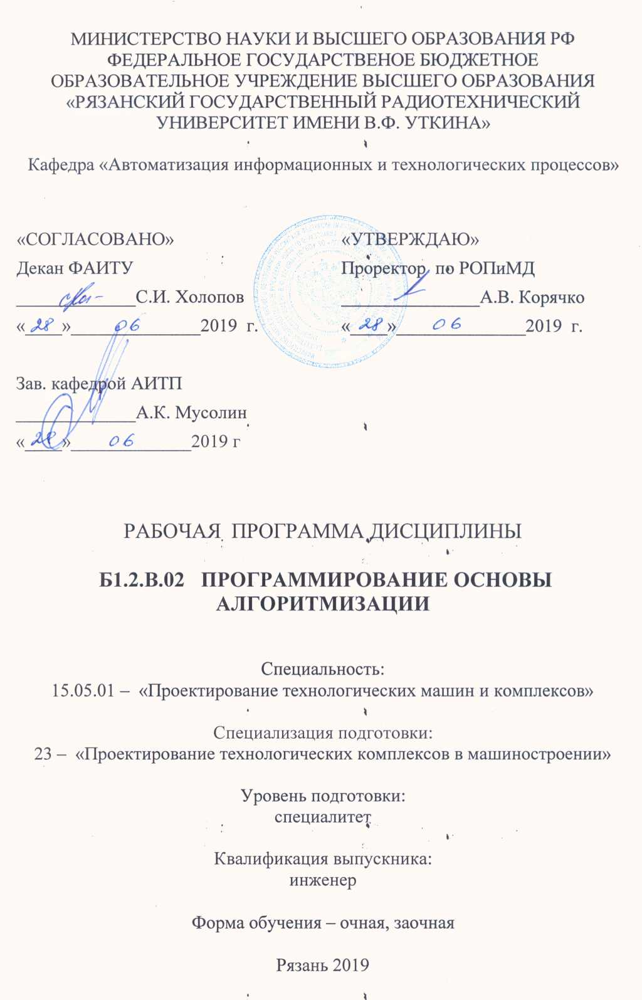 МИНИСТЕРСТВО НАУКИ И ВЫСШЕГО ОБРАЗОВАНИЯ РФ
ФЕДЕРАЛЬНОЕ ГОСУДАРСТВЕНОЕ БЮДЖЕТНОЕ
ОБРАЗОВАТЕЛЬНОЕ УЧРЕЖДЕНИЕ ВЫСШЕГО ОБРАЗОВАНИЯ
«РЯЗАНСКИЙ ГОСУДАРСТВЕННЫЙ РАДИОТЕХНИЧЕСКИЙ
УНИВЕРСИТЕТ ИМЕНИ В.Ф. УТКИНА»
Кафедра «Автоматизация информационных и технологических процессов»
«СОГЛАСОВАНО»
Декан ФАИТУ
_____________С.И. Холопов
«28»______06______2019 г.
«УТВЕРЖДАЮ»
Проректор по РОПиМД
_______________А.В. Корячко
«28»______06______2019 г.
Зав. кафедрой АИТП
_____________А.К. Мусолин
«28»______06______2019 г
РАБОЧАЯ ПРОГРАММА ДИСЦИПЛИНЫ
Б1.2.В.02 ПРОГРАММИРОВАНИЕ ОСНОВЫ
АЛГОРИТМИЗАЦИИ
Специальность:
15.05.01 – «Проектирование технологических машин и комплексов»
Специализация подготовки:
23 – «Проектирование технологических комплексов в машиностроении»
Уровень подготовки:
специалитет
Квалификация выпускника:
инженер
Форма обучения – очная, заочная
Рязань 2019